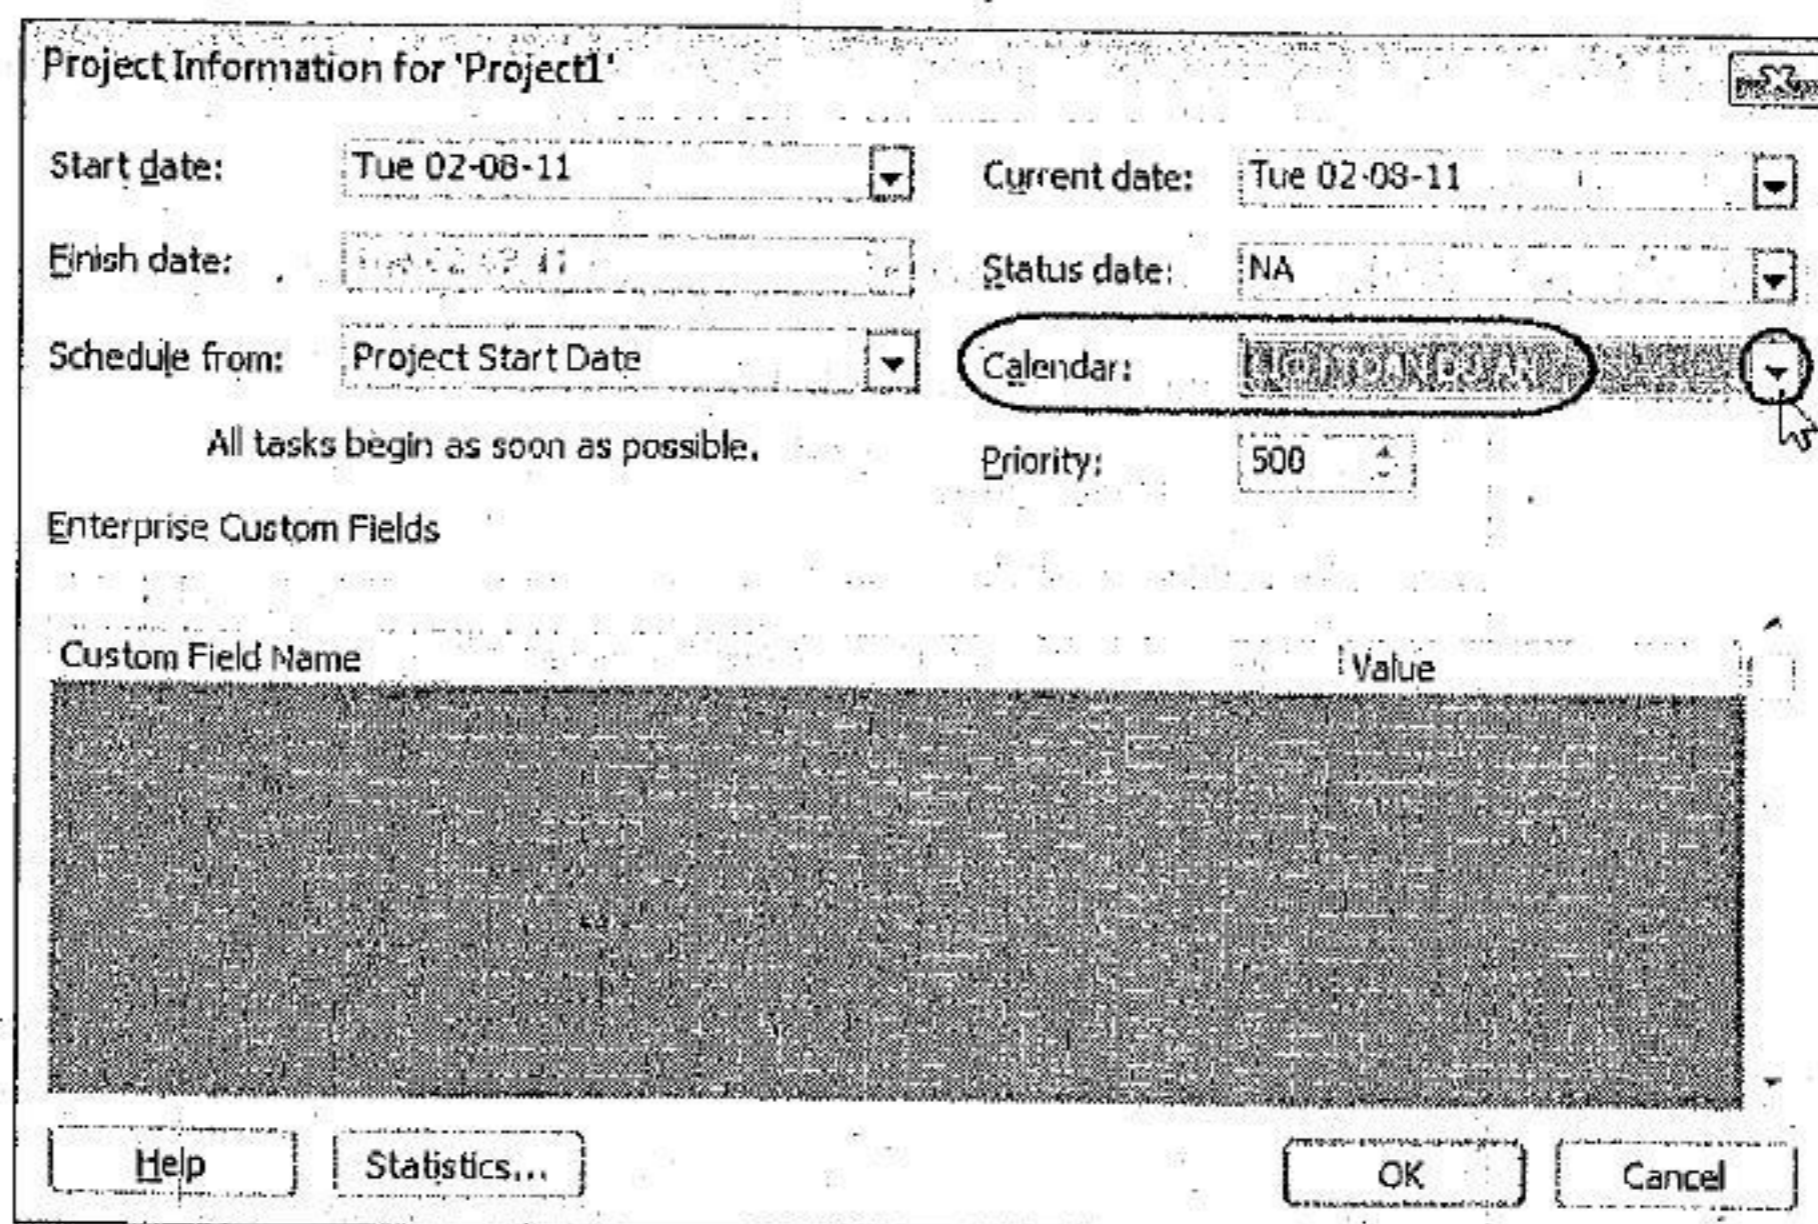 Project Information for 'Project1'
Start date: Tue 02-08-11 Current date: Tue 02-08-11
Finish date: Status date: NA
Schedule from: Project Start Date Calendar:
All tasks begin as soon as possible. Priority: 500
Enterprise Custom Fields
Custom Field Name Value
Help Statistics... OK Cancel